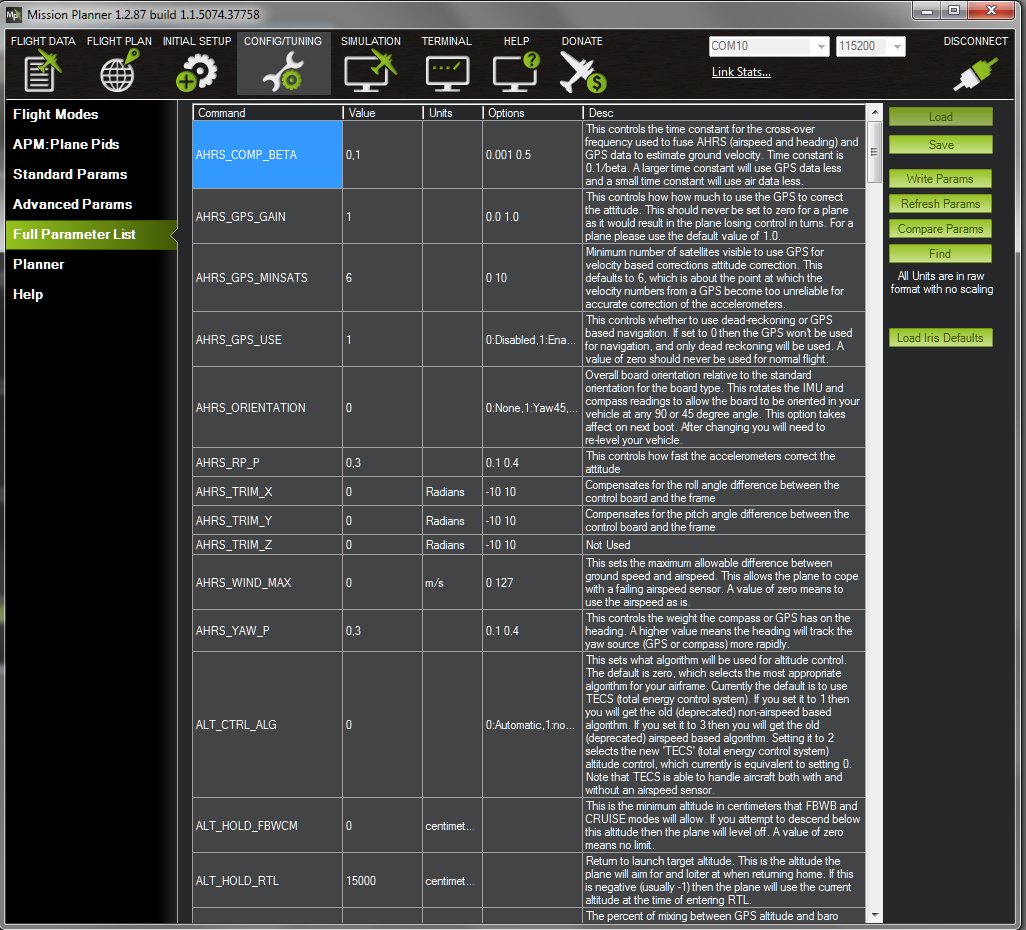 Mission Planner 1.2.87 build 1.1.5074.37758
FLIGHT DATA FLIGHT PLAN INITIAL SETUP CONFIG/TUNING SIMULATION TERMINAL HELP DONATE
COM10 115200 DISCONNECT
Link Stats...
Flight Modes
APM:Plane Pids
Standard Params
Advanced Params
Full Parameter List
Planner
Help
Command Value Units Options Desc
AHRS_COMP_BETA 0,1 0.001 0.5
This controls the time constant for the cross-over
frequency used to fuse AHRS (airspeed and heading) and
GPS data to estimate ground velocity. Time constant is
0.1/beta. A larger time constant will use GPS data less
and a small time constant will use air data less.
AHRS_GPS_GAIN 1 0.0 1.0
This controls how how much to use the GPS to correct
the attitude. This should never be set to zero for a plane
as it would result in the plane losing control in turns. For a
plane please use the default value of 1.0.
AHRS_GPS_MINSATS 6 0 10
Minimum number of satellites visible to use GPS for
velocity based corrections attitude correction. This
defaults to 6, which is about the point at which the
velocity numbers from a GPS become too unreliable for
accurate correction of the accelerometers.
AHRS_GPS_USE 1 0:Disabled,1:Ena...
This controls whether to use dead-reckoning or GPS
based navigation. If set to 0 then the GPS won't be used
for navigation, and only dead reckoning will be used. A
value of zero should never be used for normal flight.
AHRS_ORIENTATION 0 0:None,1:Yaw45,...
Overall board orientation relative to the standard
orientation for the board type. This rotates the IMU and
compass readings to allow the board to be oriented in your
vehicle at any 90 or 45 degree angle. This option takes
affect on next boot. After changing you will need to
re-level your vehicle.
AHRS_RP_P 0,3 0.1 0.4
This controls how fast the accelerometers correct the
attitude
AHRS_TRIM_X 0 Radians -10 10
Compensates for the roll angle difference between the
control board and the frame
AHRS_TRIM_Y 0 Radians -10 10
Compensates for the pitch angle difference between the
control board and the frame
AHRS_TRIM_Z 0 Radians -10 10 Not Used
AHRS_WIND_MAX 0 m/s 0 127
This sets the maximum allowable difference between
ground speed and airspeed. This allows the plane to cope
with a failing airspeed sensor. A value of zero means to
use the airspeed as is.
AHRS_YAW_P 0,3 0.1 0.4
This controls the weight the compass or GPS has on the
heading. A higher value means the heading will track the
yaw source (GPS or compass) more rapidly.
ALT_CTRL_ALG 0 0:Automatic,1:no...
This sets what algorithm will be used for altitude control.
The default is zero, which selects the most appropriate
algorithm for your airframe. Currently the default is to use
TECS (total energy control system). If you set it to 1 then
you will get the old (deprecated) non-airspeed based
algorithm. If you set it to 3 then you will get the old
(deprecated) airspeed based algorithm. Setting it to 2
selects the new 'TECS' (total energy control system)
altitude control, which currently is equivalent to setting 0.
Note that TECS is able to handle aircraft both with and
without an airspeed sensor.
ALT_HOLD_FBWCM 0 centimet...
This is the minimum altitude in centimeters that FBWB and
CRUISE modes will allow. If you attempt to descend below
this altitude then the plane will level off. A value of zero
means no limit.
ALT_HOLD_RTL 15000 centimet...
Return to launch target altitude. This is the altitude the
plane will aim for and loiter at when returning home. If this
is negative (usually -1) then the plane will use the current
altitude at the time of entering RTL.
The percent of mixing between GPS altitude and baro
Load
Save
Write Params
Refresh Params
Compare Params
Find
All Units are in raw
format with no scaling
Load Iris Defaults